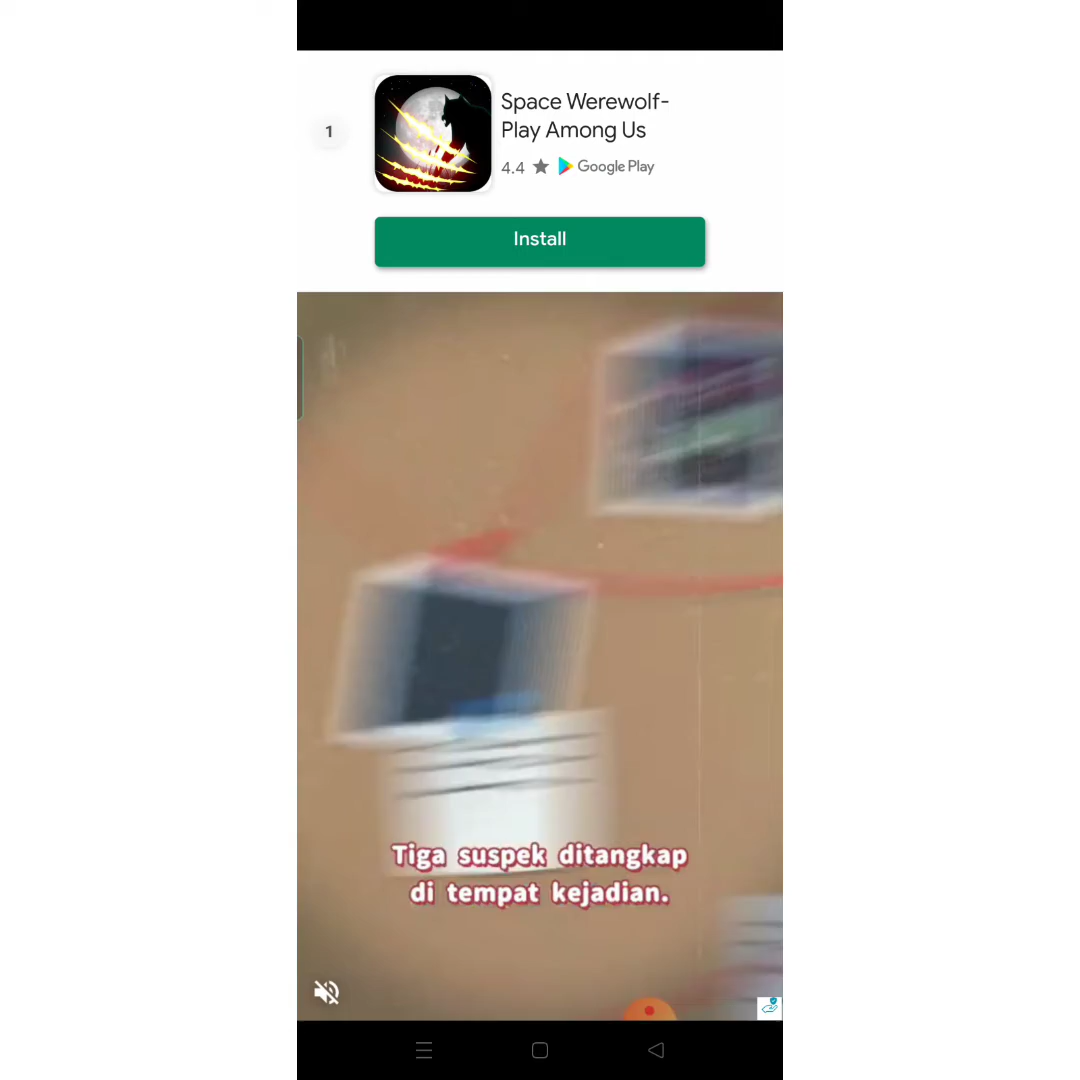 1
Space Werewolf-
Play Among Us
4.4 ★ Google Play
Install
Tiga suspek ditangkap
di tempat kejadian.